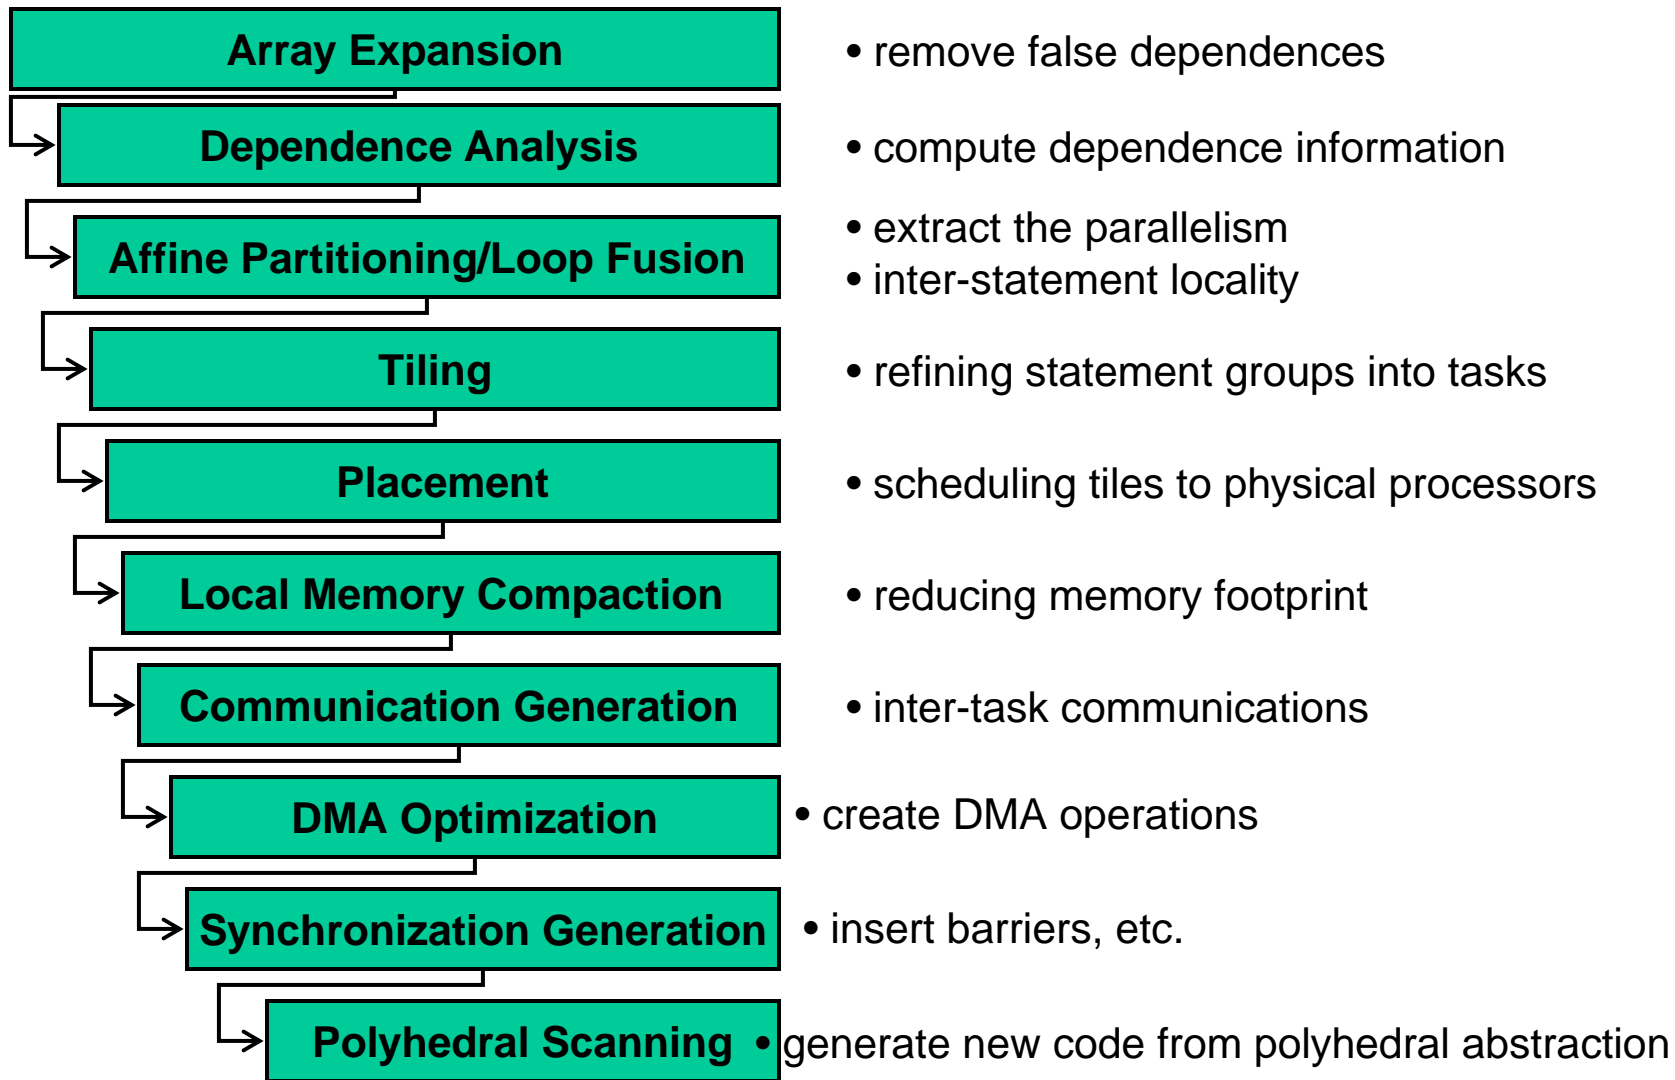 Array Expansion
• remove false dependences
Dependence Analysis
• compute dependence information
Affine Partitioning/Loop Fusion
• extract the parallelism
• inter-statement locality
Tiling
• refining statement groups into tasks
Placement
• scheduling tiles to physical processors
Local Memory Compaction
• reducing memory footprint
Communication Generation
• inter-task communications
DMA Optimization
• create DMA operations
Synchronization Generation
• insert barriers, etc.
Polyhedral Scanning
• generate new code from polyhedral abstraction